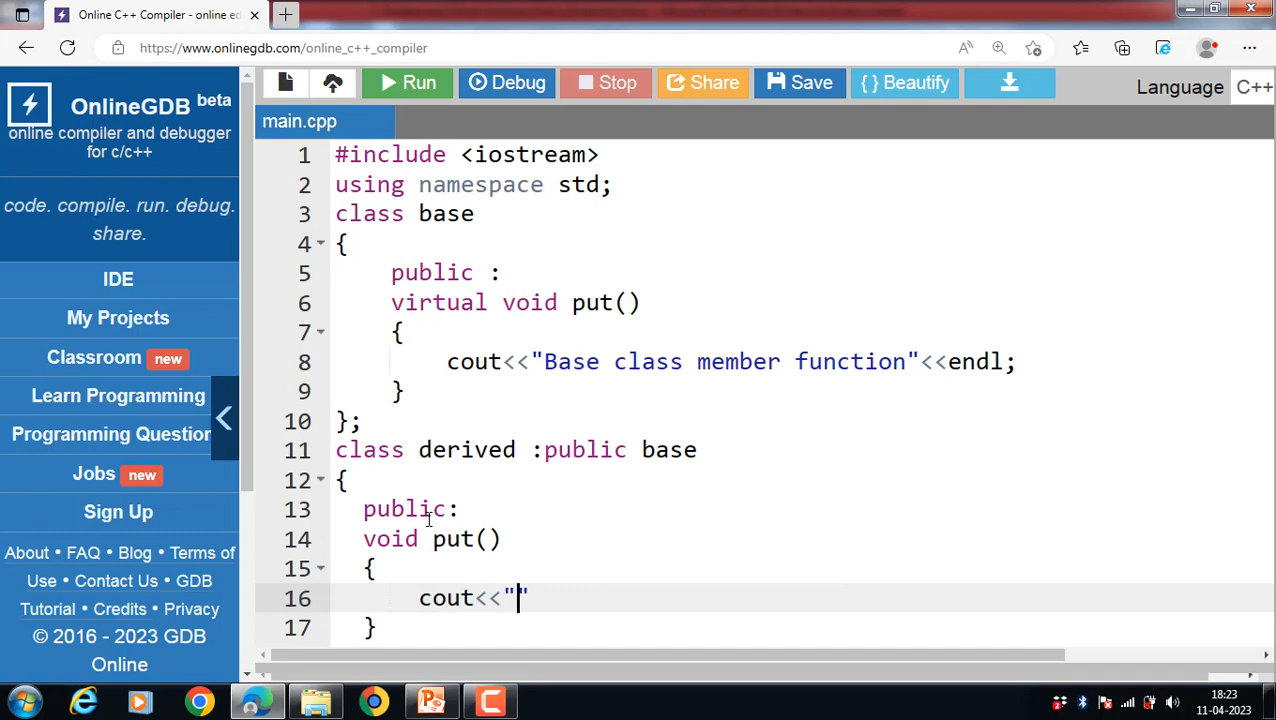 Online C++ Compiler - online ed
https://www.onlinegdb.com/online_c++_compiler
OnlineGDB beta
online compiler and debugger
for c/c++
code. compile. run. debug.
share.
IDE
My Projects
Classroom new
Learn Programming
Programming Question
Jobs new
Sign Up
About • FAQ • Blog • Terms of
Use • Contact Us • GDB
Tutorial • Credits • Privacy
© 2016 - 2023 GDB
Online
Run Debug Stop Share Save { } Beautify
Language C++
main.cpp
1 #include <iostream>
2 using namespace std;
3 class base
4 {
5 public :
6 virtual void put()
7 {
8 cout<<"Base class member function"<<endl;
9 }
10 };
11 class derived :public base
12 {
13 public:
14 void put()
15 {
16 cout<<""
17 }
18:23
11-04-2023